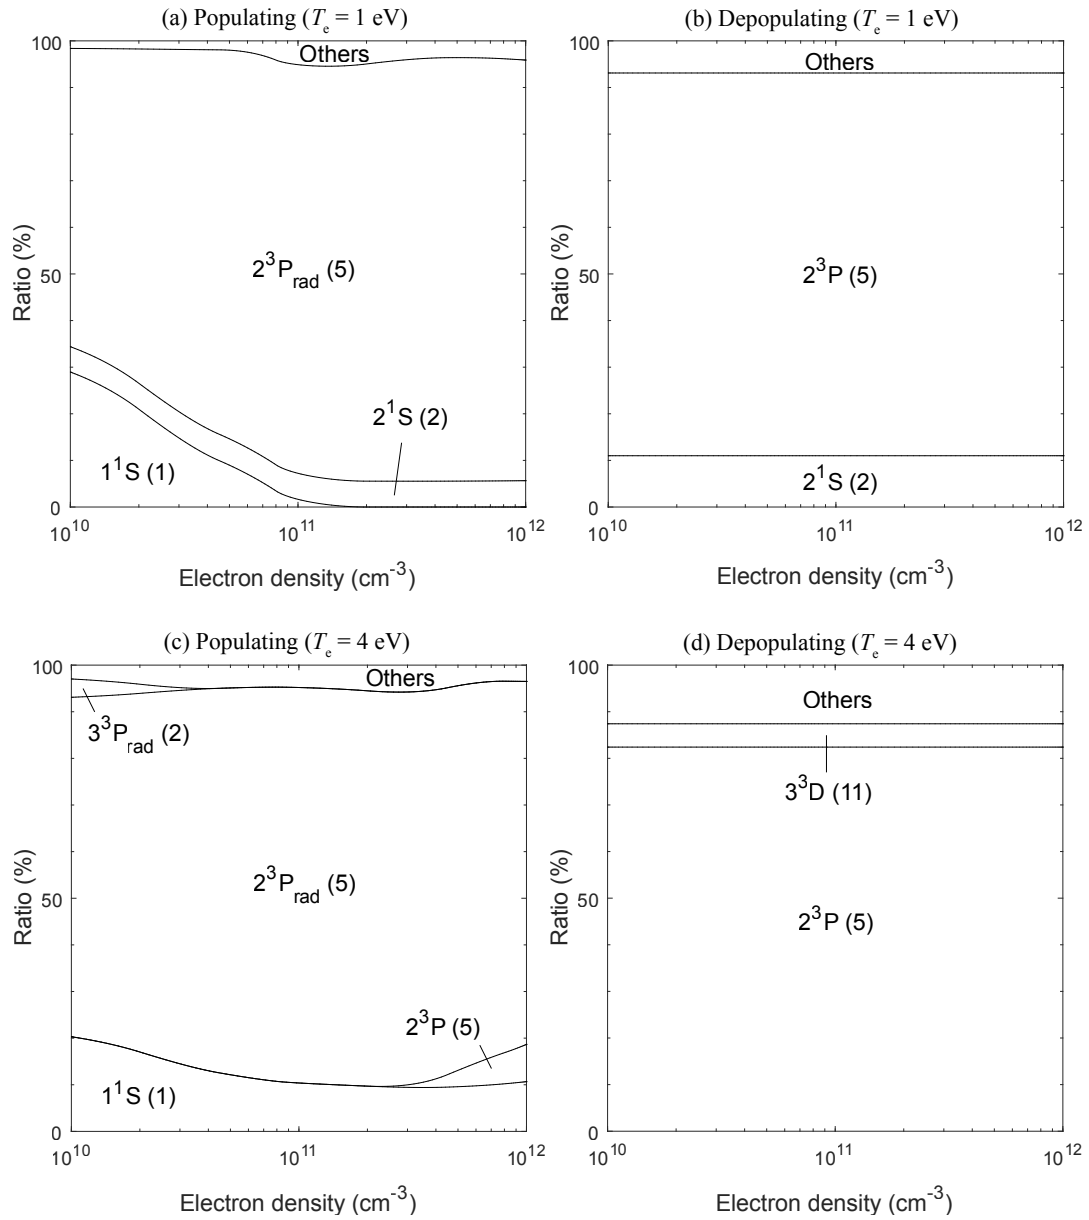 (a) Populating (Te = 1 eV)
100
Others
50
2³Prad (5)
2¹S (2)
1¹S (1)
0
10¹⁰
10¹¹
10¹²
Ratio (%)
Electron density (cm⁻³)
(b) Depopulating (Te = 1 eV)
100
Others
50
2³P (5)
2¹S (2)
0
10¹⁰
10¹¹
10¹²
Ratio (%)
Electron density (cm⁻³)
(c) Populating (Te = 4 eV)
100
Others
3³Prad (2)
2³Prad (5)
50
2³P (5)
1¹S (1)
0
10¹⁰
10¹¹
10¹²
Ratio (%)
Electron density (cm⁻³)
(d) Depopulating (Te = 4 eV)
100
Others
3³D (11)
2³P (5)
50
0
10¹⁰
10¹¹
10¹²
Ratio (%)
Electron density (cm⁻³)